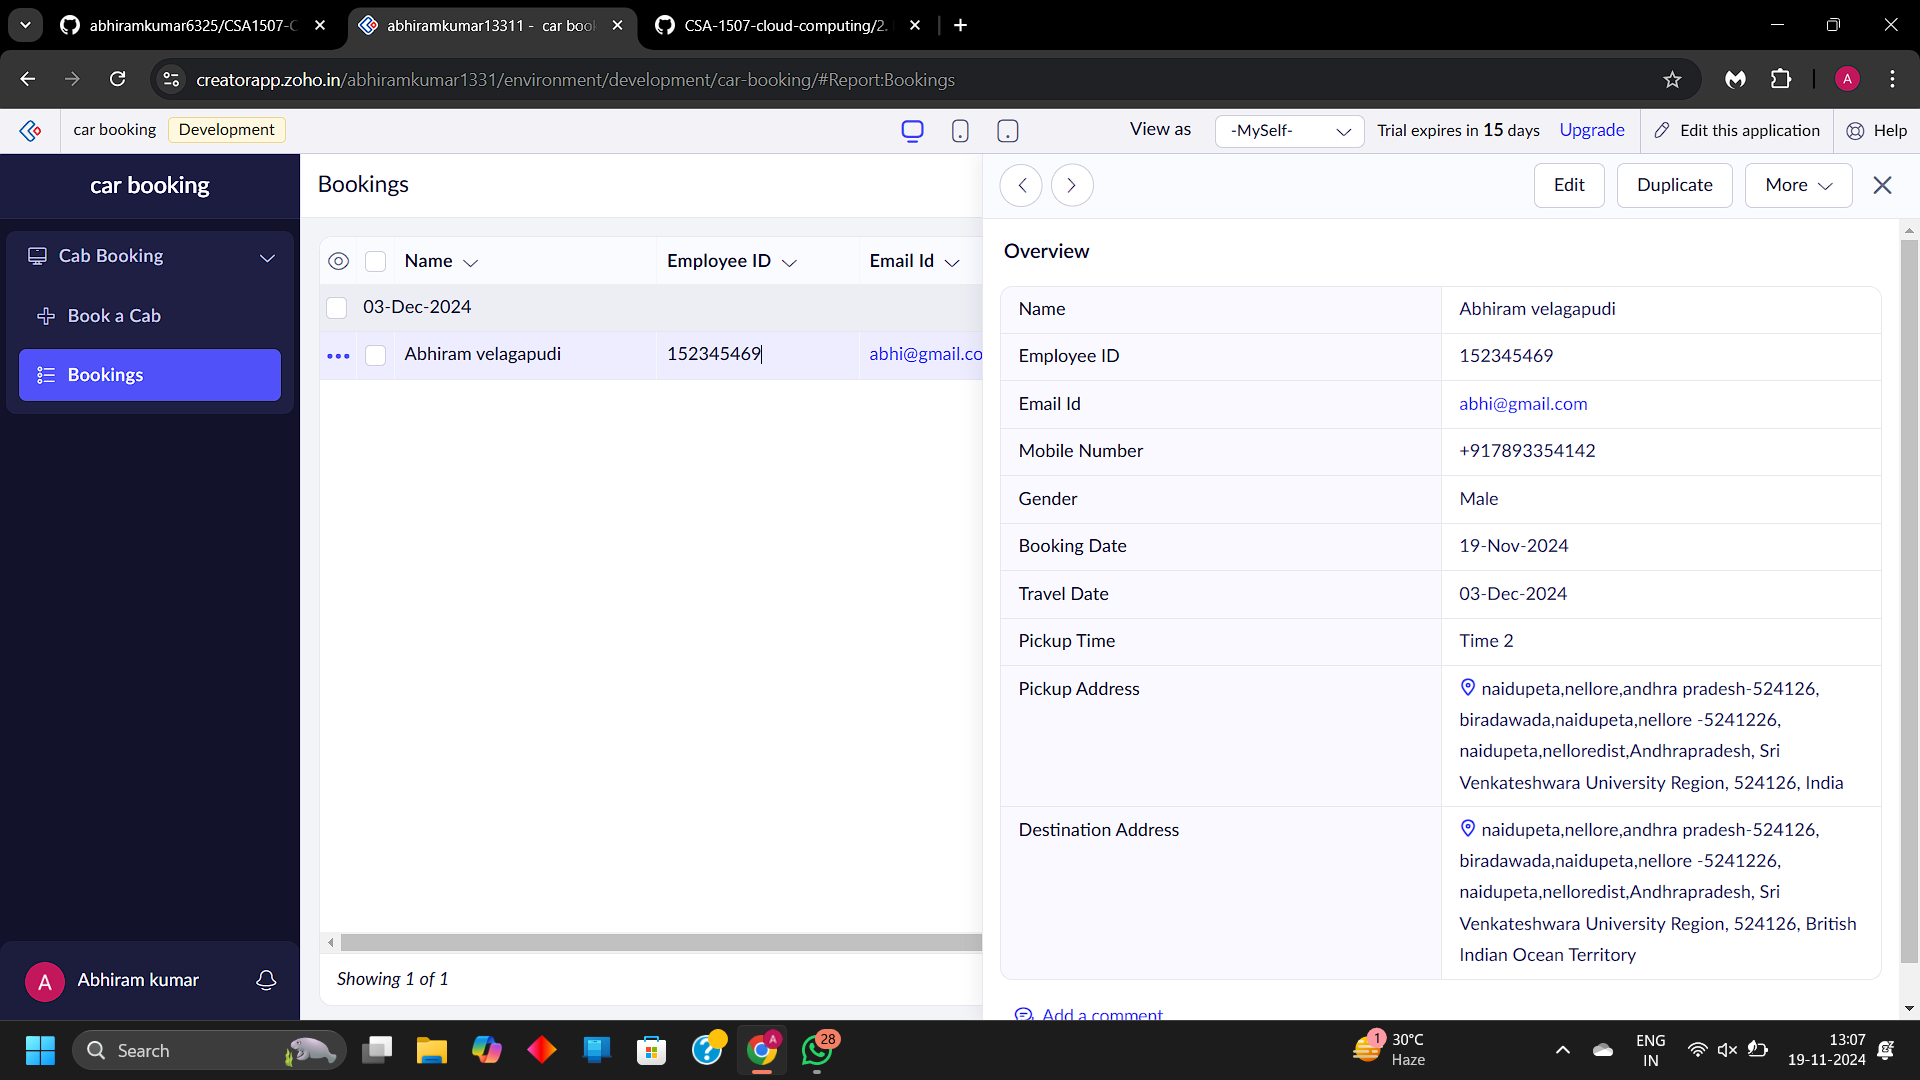 abhiramkumar6325/CSA1507-C
abhiramkumar13311 - car book
CSA-1507-cloud-computing/2.
creatorapp.zoho.in/abhiramkumar1331/environment/development/car-booking/#Report:Bookings
A
car booking
Development
View as
-MySelf-
Trial expires in 15 days
Upgrade
Edit this application
Help
car booking
Cab Booking
Book a Cab
Bookings
A
Abhiram kumar
Bookings
Name
Employee ID
Email Id
03-Dec-2024
Abhiram velagapudi
152345469
abhi@gmail.co
Showing 1 of 1
Edit
Duplicate
More
Overview
Name
Abhiram velagapudi
Employee ID
152345469
Email Id
abhi@gmail.com
Mobile Number
+917893354142
Gender
Male
Booking Date
19-Nov-2024
Travel Date
03-Dec-2024
Pickup Time
Time 2
Pickup Address
naidupeta,nellore,andhra pradesh-524126,
biradawada,naidupeta,nellore -5241226,
naidupeta,nelloredist,Andhrapradesh, Sri
Venkateshwara University Region, 524126, India
Destination Address
naidupeta,nellore,andhra pradesh-524126,
biradawada,naidupeta,nellore -5241226,
naidupeta,nelloredist,Andhrapradesh, Sri
Venkateshwara University Region, 524126, British
Indian Ocean Territory
Add a comment
Search
A
28
1
30°C
Haze
ENG
IN
13:07
19-11-2024